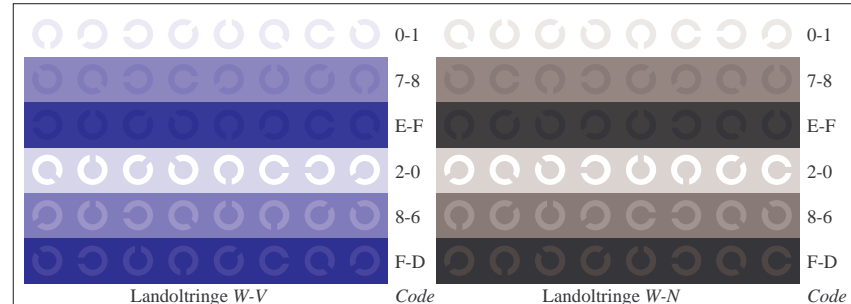 0-1 0-1
7-8 7-8
E-F E-F
2-0 2-0
8-6 8-6
F-D F-D
Landoltringe W-V Code Landoltringe W-N Code